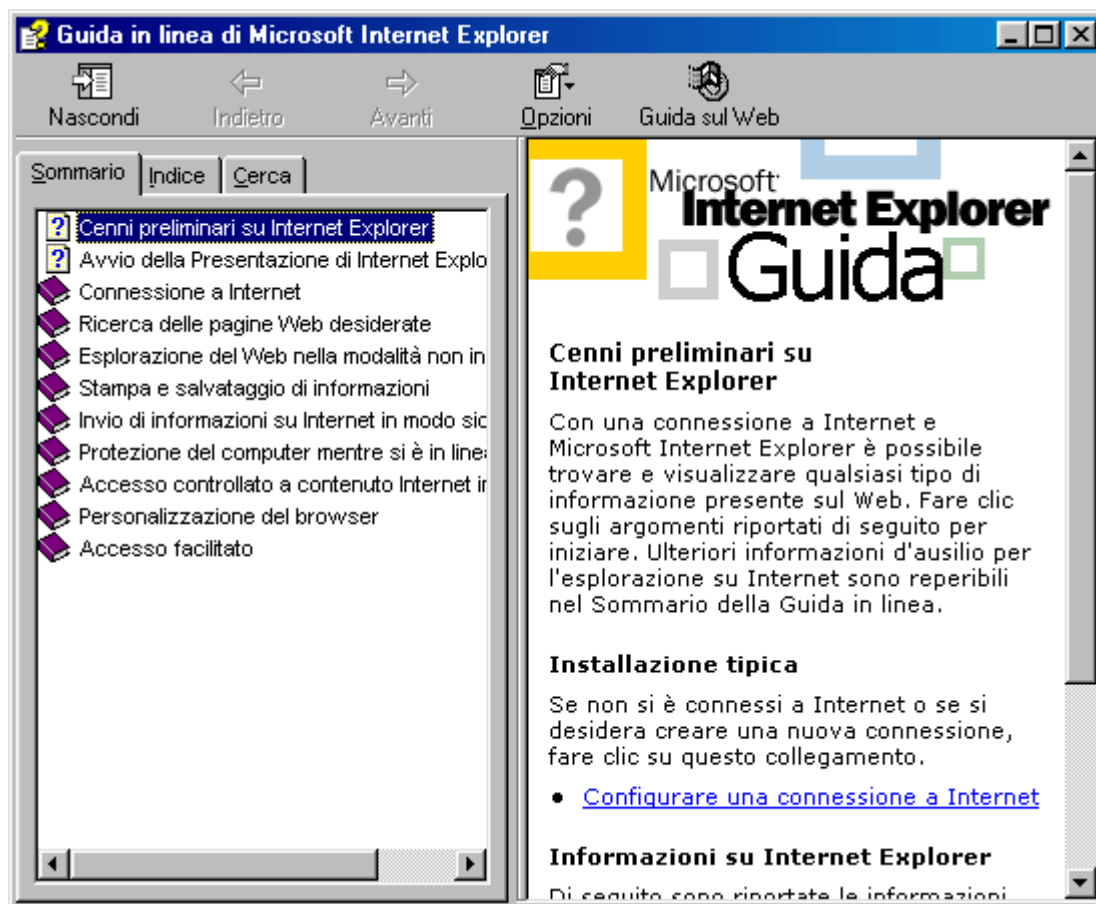 Guida in linea di Microsoft Internet Explorer
Nascondi
Indietro
Avanti
Opzioni
Guida sul Web
Sommario
Indice
Cerca
Cenni preliminari su Internet Explorer
Avvio della Presentazione di Internet Explo
Connessione a Internet
Ricerca delle pagine Web desiderate
Esplorazione del Web nella modalità non in
Stampa e salvataggio di informazioni
Invio di informazioni su Internet in modo sic
Protezione del computer mentre si è in linea
Accesso controllato a contenuto Internet in
Personalizzazione del browser
Accesso facilitato
Microsoft
Internet Explorer
Guida
Cenni preliminari su
Internet Explorer
Con una connessione a Internet e
Microsoft Internet Explorer è possibile
trovare e visualizzare qualsiasi tipo di
informazione presente sul Web. Fare clic
sugli argomenti riportati di seguito per
iniziare. Ulteriori informazioni d'ausilio per
l'esplorazione su Internet sono reperibili
nel Sommario della Guida in linea.
Installazione tipica
Se non si è connessi a Internet o se si
desidera creare una nuova connessione,
fare clic su questo collegamento.
• Configurare una connessione a Internet
Informazioni su Internet Explorer
Di seguito sono riportate le informazioni